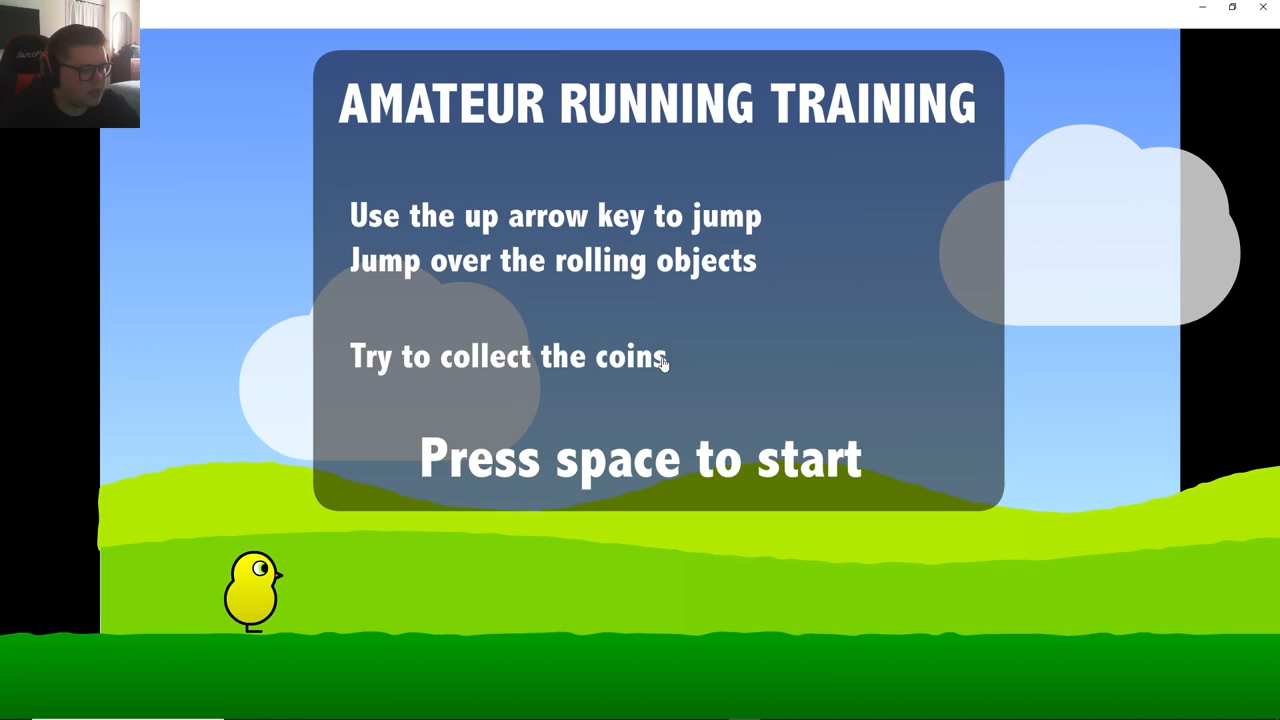 AMATEUR RUNNING TRAINING
Use the up arrow key to jump
Jump over the rolling objects
Try to collect the coins
Press space to start